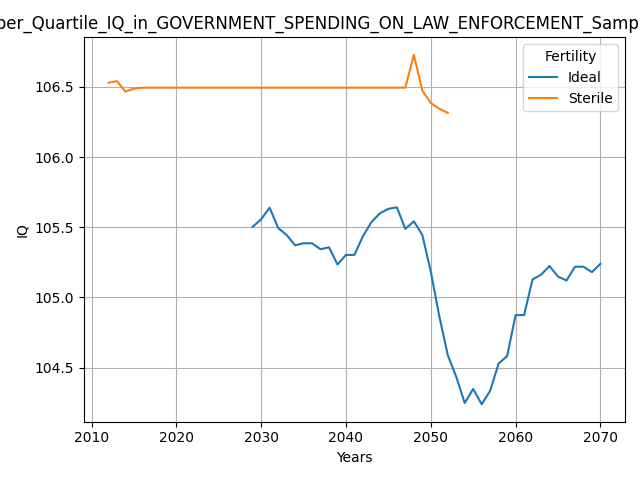 per_Quartile_IQ_in_GOVERNMENT_SPENDING_ON_LAW_ENFORCEMENT_Samp
Fertility
Ideal
Sterile
106.5
106.0
105.5
105.0
104.5
IQ
2010 2020 2030 2040 2050 2060 2070
Years